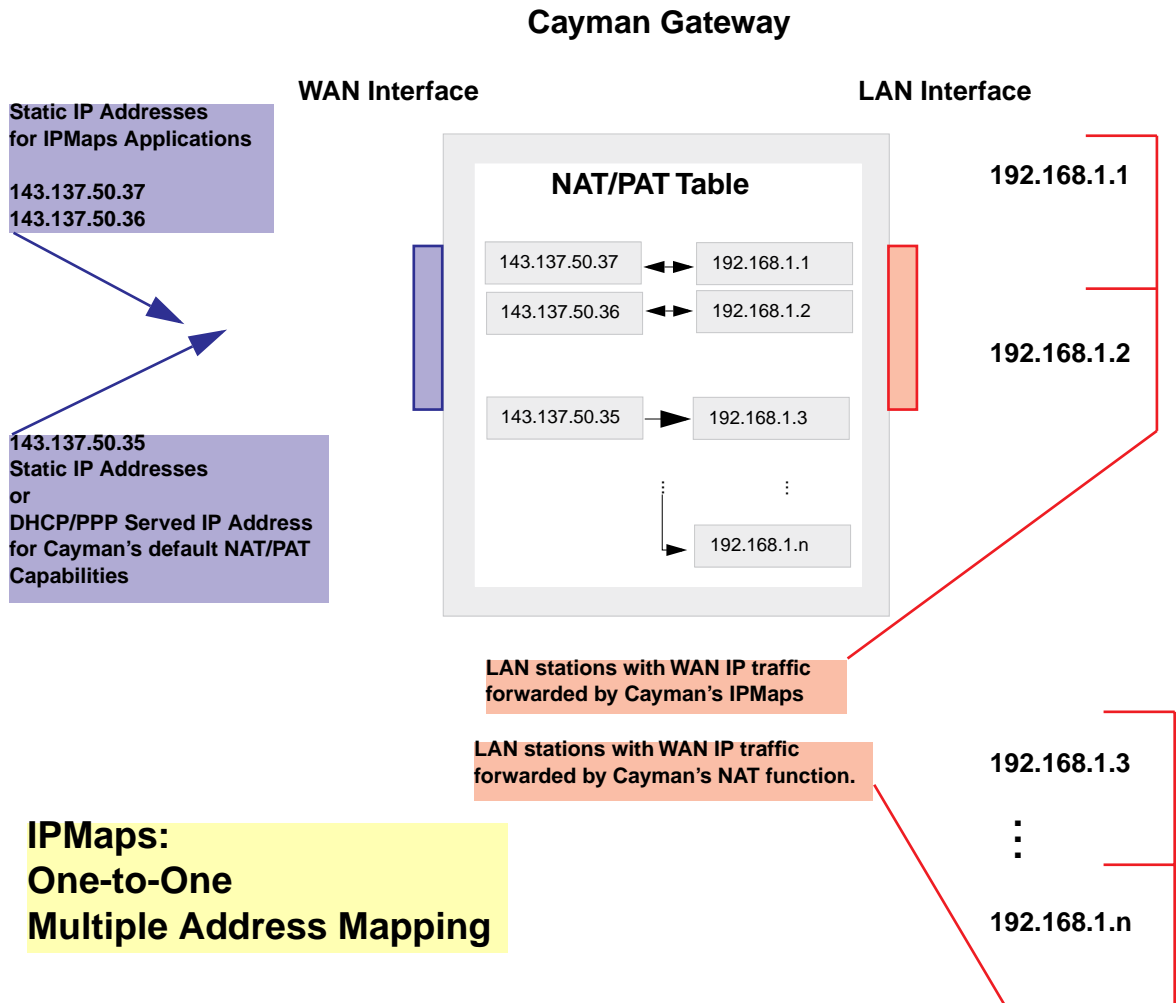 Cayman Gateway
WAN Interface
LAN Interface
Static IP Addresses
for IPMaps Applications
143.137.50.37
143.137.50.36
143.137.50.35
Static IP Addresses
or
DHCP/PPP Served IP Address
for Cayman’s default NAT/PAT
Capabilities
NAT/PAT Table
143.137.50.37
192.168.1.1
143.137.50.36
192.168.1.2
143.137.50.35
192.168.1.3
...
...
192.168.1.n
192.168.1.1
192.168.1.2
LAN stations with WAN IP traffic
forwarded by Cayman’s IPMaps
LAN stations with WAN IP traffic
forwarded by Cayman’s NAT function.
192.168.1.3
...
192.168.1.n
IPMaps:
One-to-One
Multiple Address Mapping